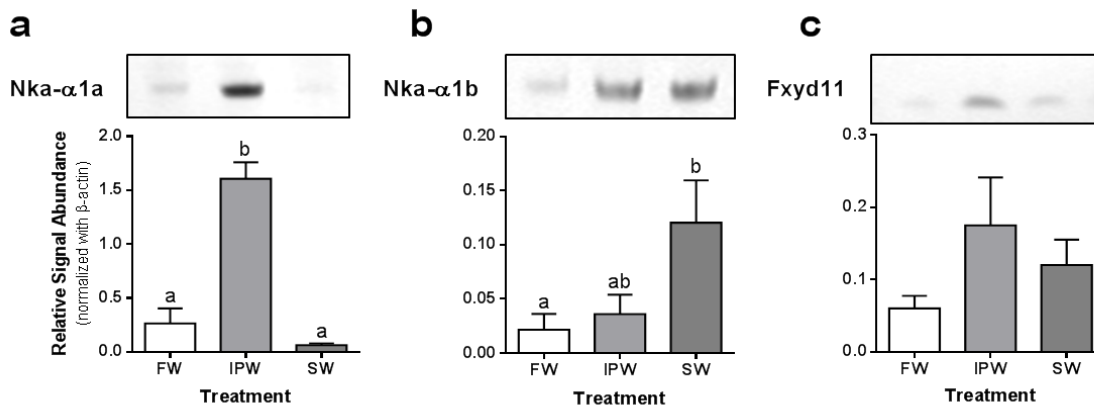 a
Nka-α1a
Relative Signal Abundance
(normalized with β-actin)
2.0
1.5
1.0
0.5
0.0
a
b
a
FW IPW SW
Treatment
b
Nka-α1b
0.20
0.15
0.10
0.05
0.00
a
ab
b
FW IPW SW
Treatment
c
Fxyd11
0.3
0.2
0.1
0.0
FW IPW SW
Treatment